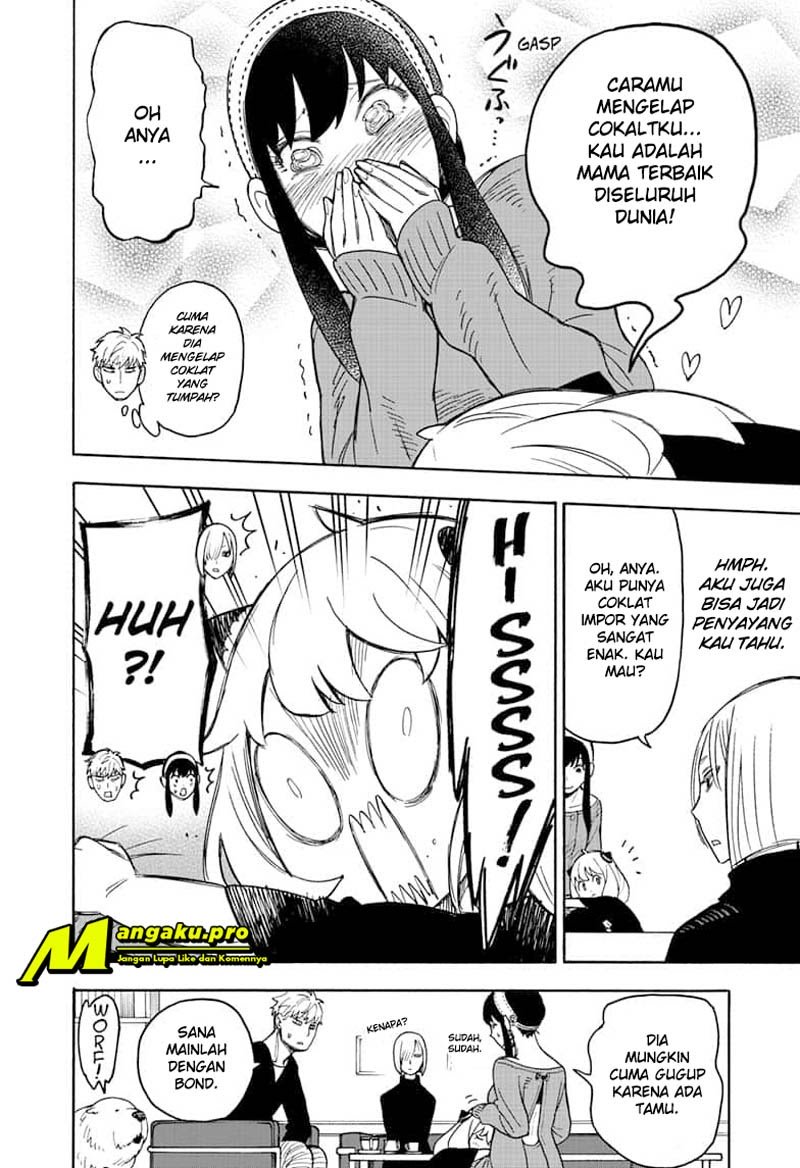 CARAMU
MENGELAP
COKALTKU...
KAU ADALAH
MAMA TERBAIK
DISELURUH
DUNIA!
うぐふっ...
GASP
OH
ANYA
...
CUMA
KARENA
DIA
MENGELAP
COKLAT
YANG
TUMPAH?
HMPH.
AKU JUGA
BISA JADI
PENYAYANG
KAU TAHU.
OH, ANYA.
AKU PUNYA
COKLAT
IMPOR YANG
SANGAT
ENAK. KAU
MAU?
HISSSS!
HUH
?!
Mangaku.pro
Jangan Lupa Like dan Komennya
DIA
MUNGKIN
CUMA GUGUP
KARENA ADA
TAMU.
SUDAH,
SUDAH.
KENAPA?
SANA
MAINLAH
DENGAN
BOND.
WORF!